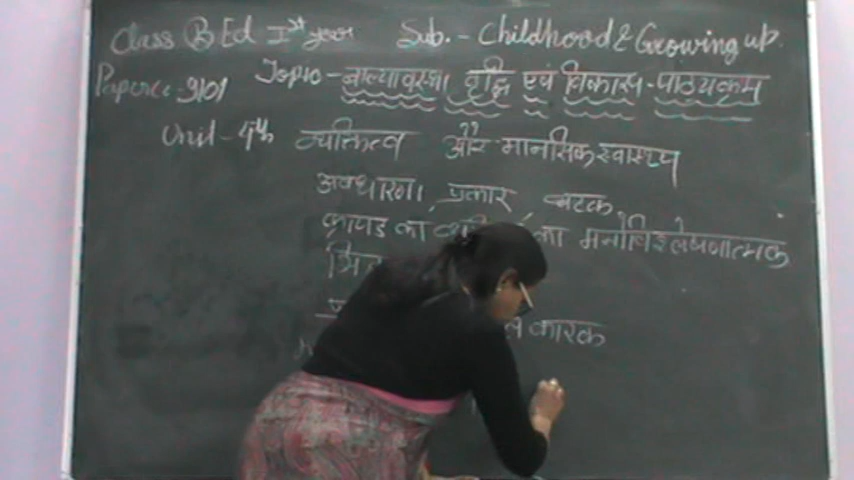 Class B.Ed Ist year Sub. - Childhood & Growing up.
Paper 9101 Topic - बाल्यावस्था वृद्धि एवं विकास - पाठ्यक्रम
Unit - 4th व्यक्तित्व और मानसिक स्वास्थ्य
अवधारणा, प्रकार घटक
फ्रायड का का मनोविश्लेषणात्मक
कारक